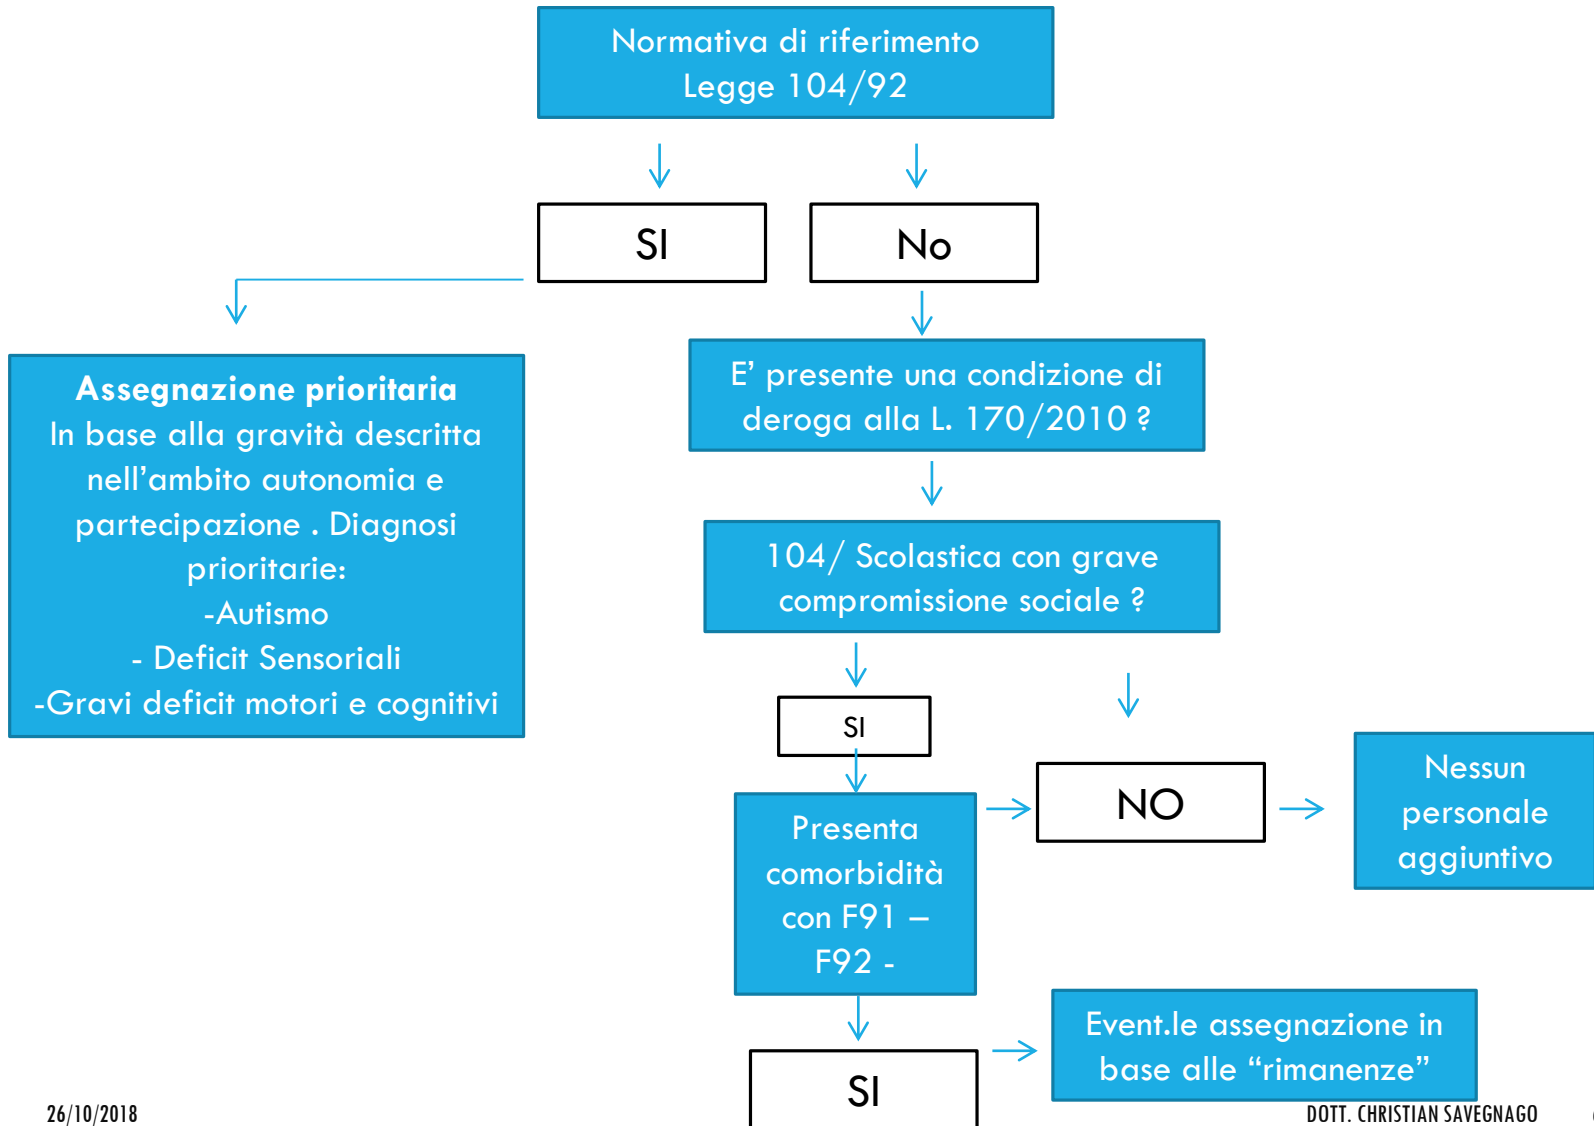 Normativa di riferimento
Legge 104/92
SI
No
Assegnazione prioritaria
In base alla gravità descritta
nell’ambito autonomia e
partecipazione . Diagnosi
prioritarie:
-Autismo
- Deficit Sensoriali
-Gravi deficit motori e cognitivi
E’ presente una condizione di
deroga alla L. 170/2010 ?
104/ Scolastica con grave
compromissione sociale ?
SI
NO
Nessun
personale
aggiuntivo
Presenta
comorbidità
con F91 –
F92 -
Event.le assegnazione in
base alle “rimanenze”
SI
26/10/2018
DOTT. CHRISTIAN SAVEGNAGO